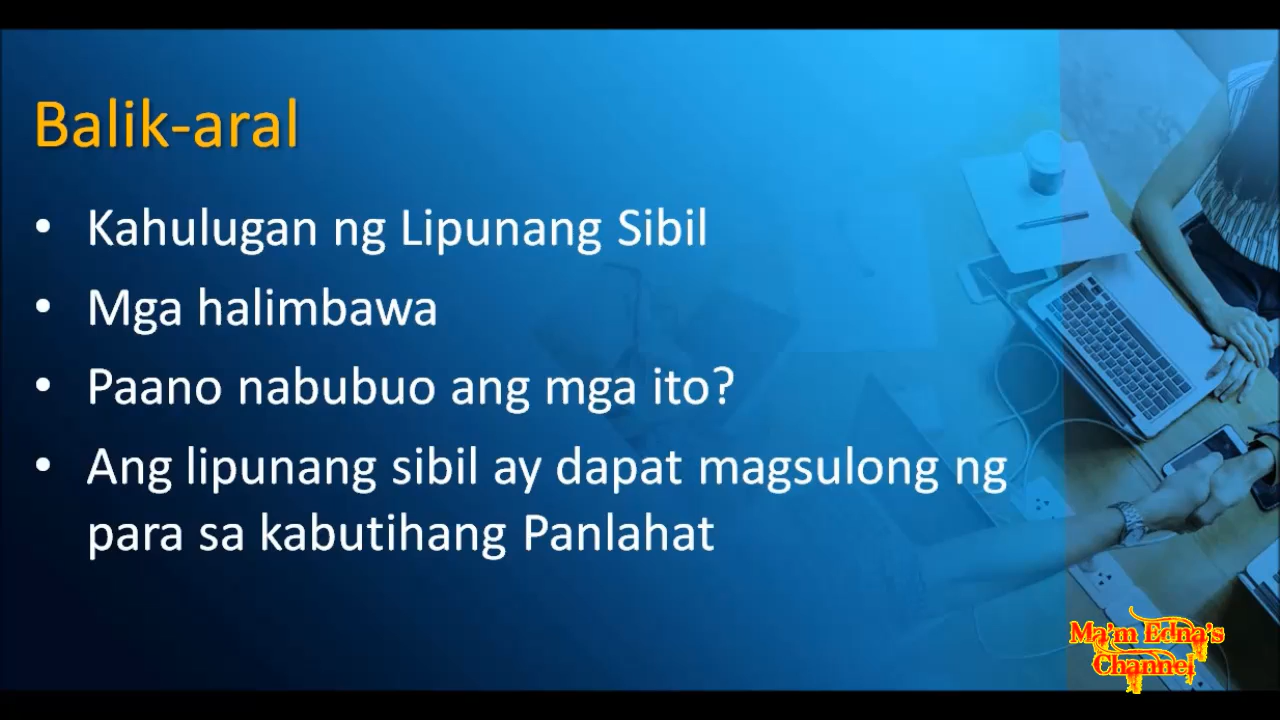 Balik-aral
• Kahulugan ng Lipunang Sibil
• Mga halimbawa
• Paano nabubuo ang mga ito?
• Ang lipunang sibil ay dapat magsulong ng
para sa kabutihang Panlahat
Ma'm Edna's
Channel